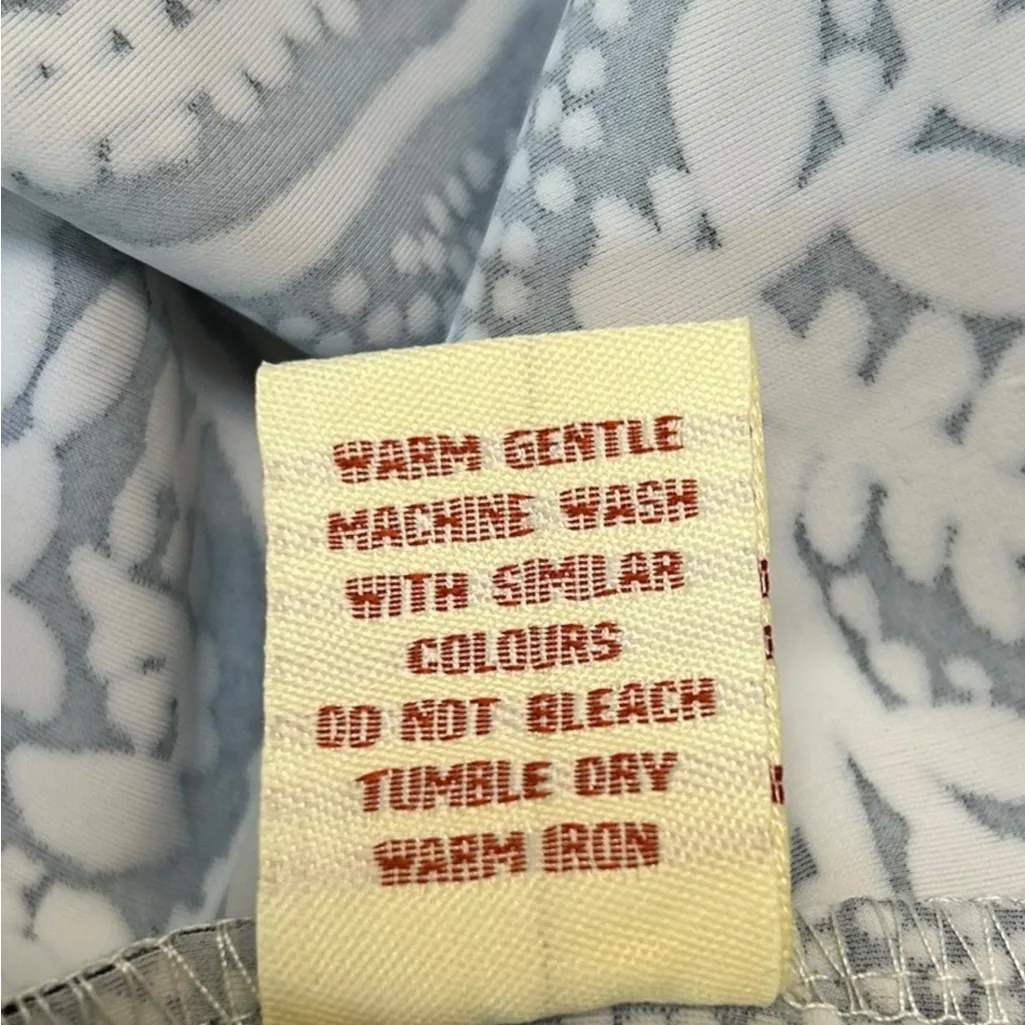 WARM GENTLE
MACHINE WASH
WITH SIMILAR
COLOURS
DO NOT BLEACH
TUMBLE DRY
WARM IRON